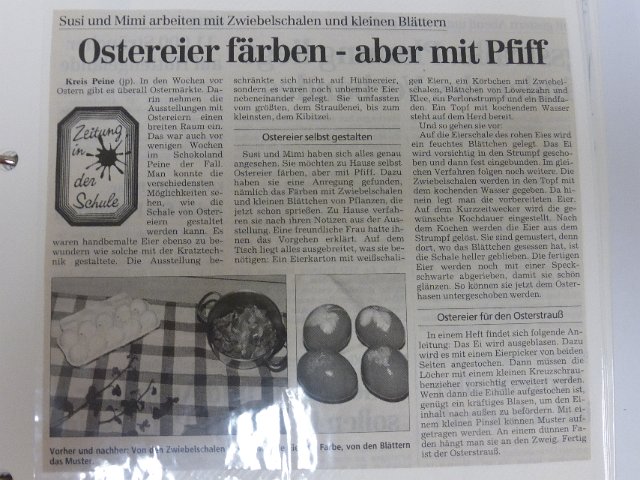 Susi und Mimi arbeiten mit Zwiebelschalen und kleinen Blättern
Ostereier färben - aber mit Pfiff
Kreis Peine (jp). In den Wochen vor
Ostern gibt es überall Ostermärkte. Da-
rin nehmen die
Ausstellungen mit
Ostereiern einen
breiten Raum ein.
Das war auch vor
wenigen Wochen
im Schokoland
Peine der Fall.
Man konnte die
verschiedensten
Möglichkeiten se-
hen, wie die
Schale von Oster-
eiern gestaltet
werden kann. Es
waren handbemalte Eier ebenso zu be-
wundern wie solche mit der Kratztech-
nik gestaltete. Die Ausstellung be-
Zeitung
in
der
Schule
schränkte sich nicht auf Hühnereier,
sondern es waren noch unbemalte Eier
nebeneinander gelegt. Sie umfasten
vom größten, dem Straußenei, bis zum
kleinsten, dem Kibitzei.
Ostereier selbst gestalten
Susi und Mimi haben sich alles genau
angesehen. Sie möchten zu Hause selbst
Ostereier färben, aber mit Pfiff. Dazu
haben sie eine Anregung gefunden,
nämlich das Färben mit Zwiebelschalen
und kleinen Blättchen von Pflanzen, die
jetzt schon sprießen. Zu Hause verfah-
ren sie nach ihren Notizen aus der Aus-
stellung. Eine freundliche Frau hatte ih-
nen das Vorgehen erklärt. Auf dem
Tisch liegt alles ausgebreitet, was sie be-
nötigen: Ein Eierkarton mit weißschali-
gen Eiern, ein Körbchen mit Zwiebel-
schalen, Blättchen von Löwenzahn und
Klee, ein Perlonstrumpf und ein Bindfa-
den. Ein Topf mit kochendem Wasser
steht auf dem Herd bereit.
Und so gehen sie vor:
Auf die Eierschale des rohen Eies wird
ein feuchtes Blättchen gelegt. Das Ei
wird vorsichtig in den Strumpf gescho-
ben und dann fest eingebunden. Im glei-
chen Verfahren folgen noch weitere. Die
Zwiebelschalen werden in den Topf mit
dem kochenden Wasser gegeben. Da hi-
nein legt man die vorbereiteten Eier.
Auf dem Kurzzeitwecker wird die ge-
wünschte Kochdauer eingestellt. Nach
dem Kochen werden die Eier aus dem
Strumpf gelöst. Sie sind gemustert, denn
dort, wo das Blättchen gesessen hat, ist
die Schale heller geblieben. Die fertigen
Eier werden noch mit einer Speck-
schwarte abgerieben, damit sie schön
glänzen. So können sie jetzt dem Oster-
hasen untergeschoben werden.
Ostereier für den Osterstrauß
In einem Heft findet sich folgende An-
leitung: Das Ei wird ausgeblasen. Dazu
wird es mit einem Eierpicker von beiden
Seiten angestochen. Dann müssen die
Löcher mit einem kleinen Kreuzschrau-
benzieher vorsichtig erweitert werden.
Wenn dann die Eihülle aufgestochen ist,
genügt ein kräftiges Blasen, um den Ei-
inhalt nach außen zu befördern. Mit ei-
nem kleinen Pinsel können Muster auf-
getragen werden. An einem dünnen Fa-
den hängt man sie an den Zweig. Fertig
ist der Osterstrauß.
Vorher und nachher: Von den Zwiebelschalen Farbe, von den Blättern
das Muster.